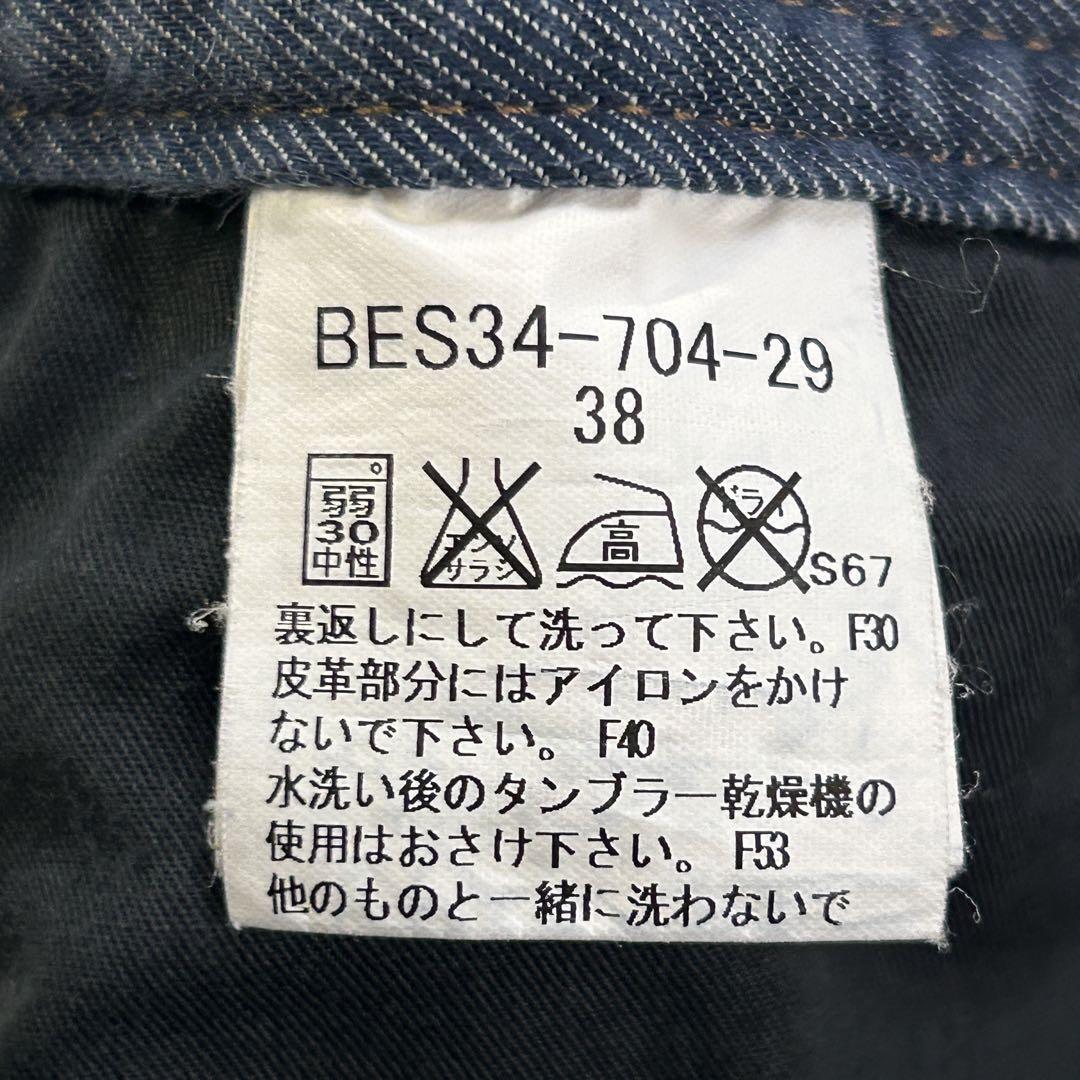 BES34-704-29
38
弱
30
中性
エンソ
サラシ
高
ドライ
S67
裏返しにして洗って下さい。F30
皮革部分にはアイロンをかけ
ないで下さい。F40
水洗い後のタンブラー乾燥機の
使用はおさけ下さい。F53
他のものと一緒に洗わないで